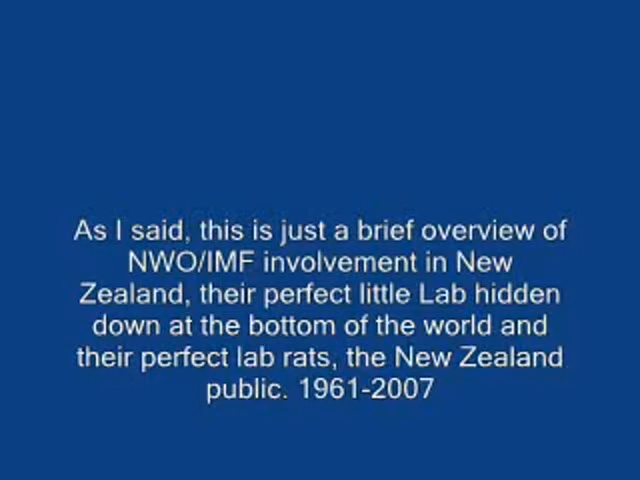 As I said, this is just a brief overview of
NWO/IMF involvement in New
Zealand, their perfect little Lab hidden
down at the bottom of the world and
their perfect lab rats, the New Zealand
public. 1961-2007